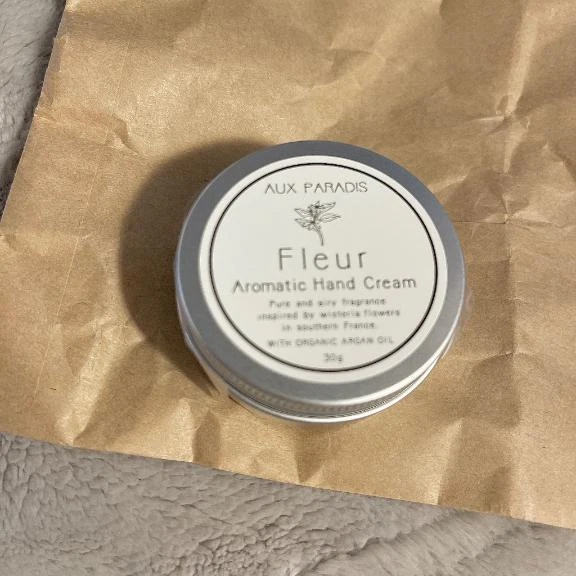 AUX PARADIS
Fleur
Aromatic Hand Cream
Pure and airy fragrance
inspired by wisteria flowers
in southern France.
WITH ORGANIC ARGAN OIL
30g